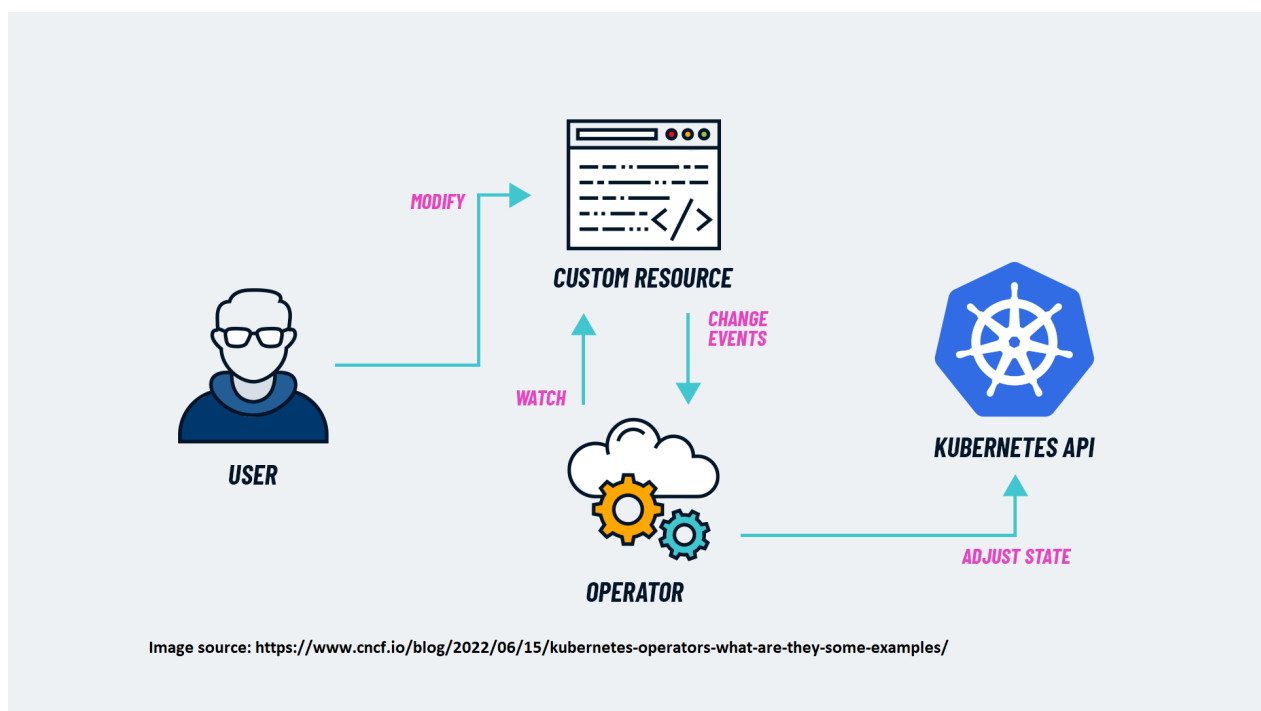 MODIFY
CUSTOM RESOURCE
CHANGE
EVENTS
WATCH
USER
KUBERNETES API
ADJUST STATE
OPERATOR
Image source: https://www.cncf.io/blog/2022/06/15/kubernetes-operators-what-are-they-some-examples/